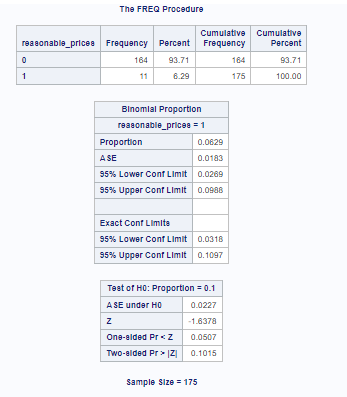 The FREQ Procedure
reasonable_prices Frequency Percent Cumulative Frequency Cumulative Percent
0 164 93.71 164 93.71
1 11 6.29 175 100.00
Binomial Proportion
reasonable_prices = 1
Proportion 0.0629
ASE 0.0183
95% Lower Conf Limit 0.0269
95% Upper Conf Limit 0.0988
Exact Conf Limits
95% Lower Conf Limit 0.0318
95% Upper Conf Limit 0.1097
Test of H0: Proportion = 0.1
ASE under H0 0.0227
Z -1.6378
One-sided Pr < Z 0.0507
Two-sided Pr > |Z| 0.1015
Sample Size = 175